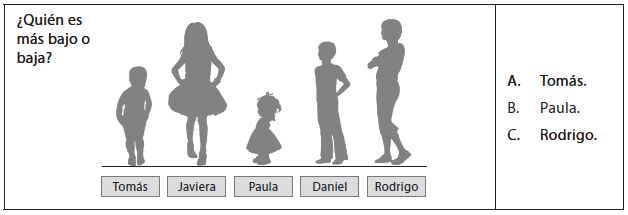 ¿Quién es
más bajo o
baja?
Tomás
Javiera
Paula
Daniel
Rodrigo
A. Tomás.
B. Paula.
C. Rodrigo.